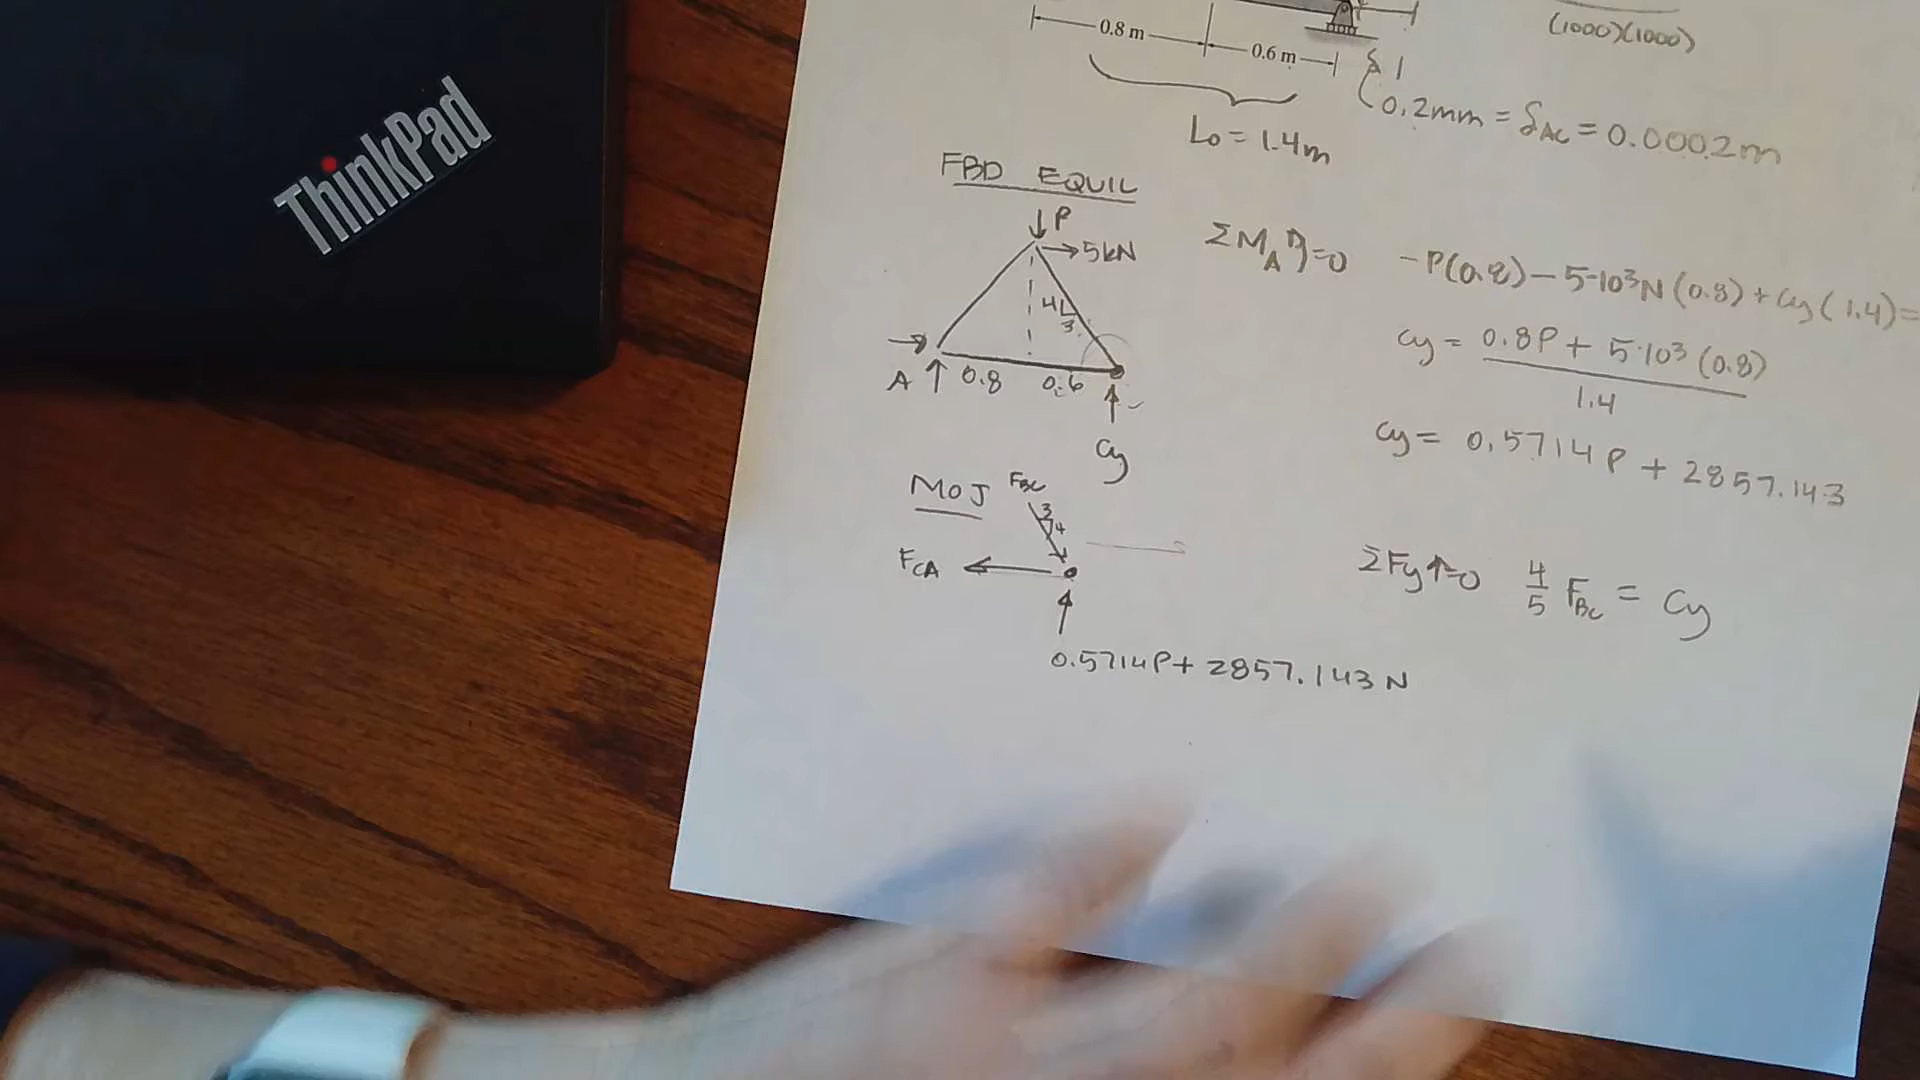 ThinkPad
0.8 m
0.6 m
(1000)(1000)
0.2mm = δAC = 0.0002m
Lo = 1.4m
FBD EQUIL
P
5kN
4
3
A 0.8 0.6
Cy
ΣMA=0 -P(0.8) - 5·10³N (0.8) + Cy (1.4)=
Cy = 0.8P + 5·10³ (0.8)
1.4
Cy = 0.5714P + 2857.143
MOJ
FBC
3
4
FCA
ΣFy↑=0 4/5 FBC = Cy
0.5714P + 2857.143 N